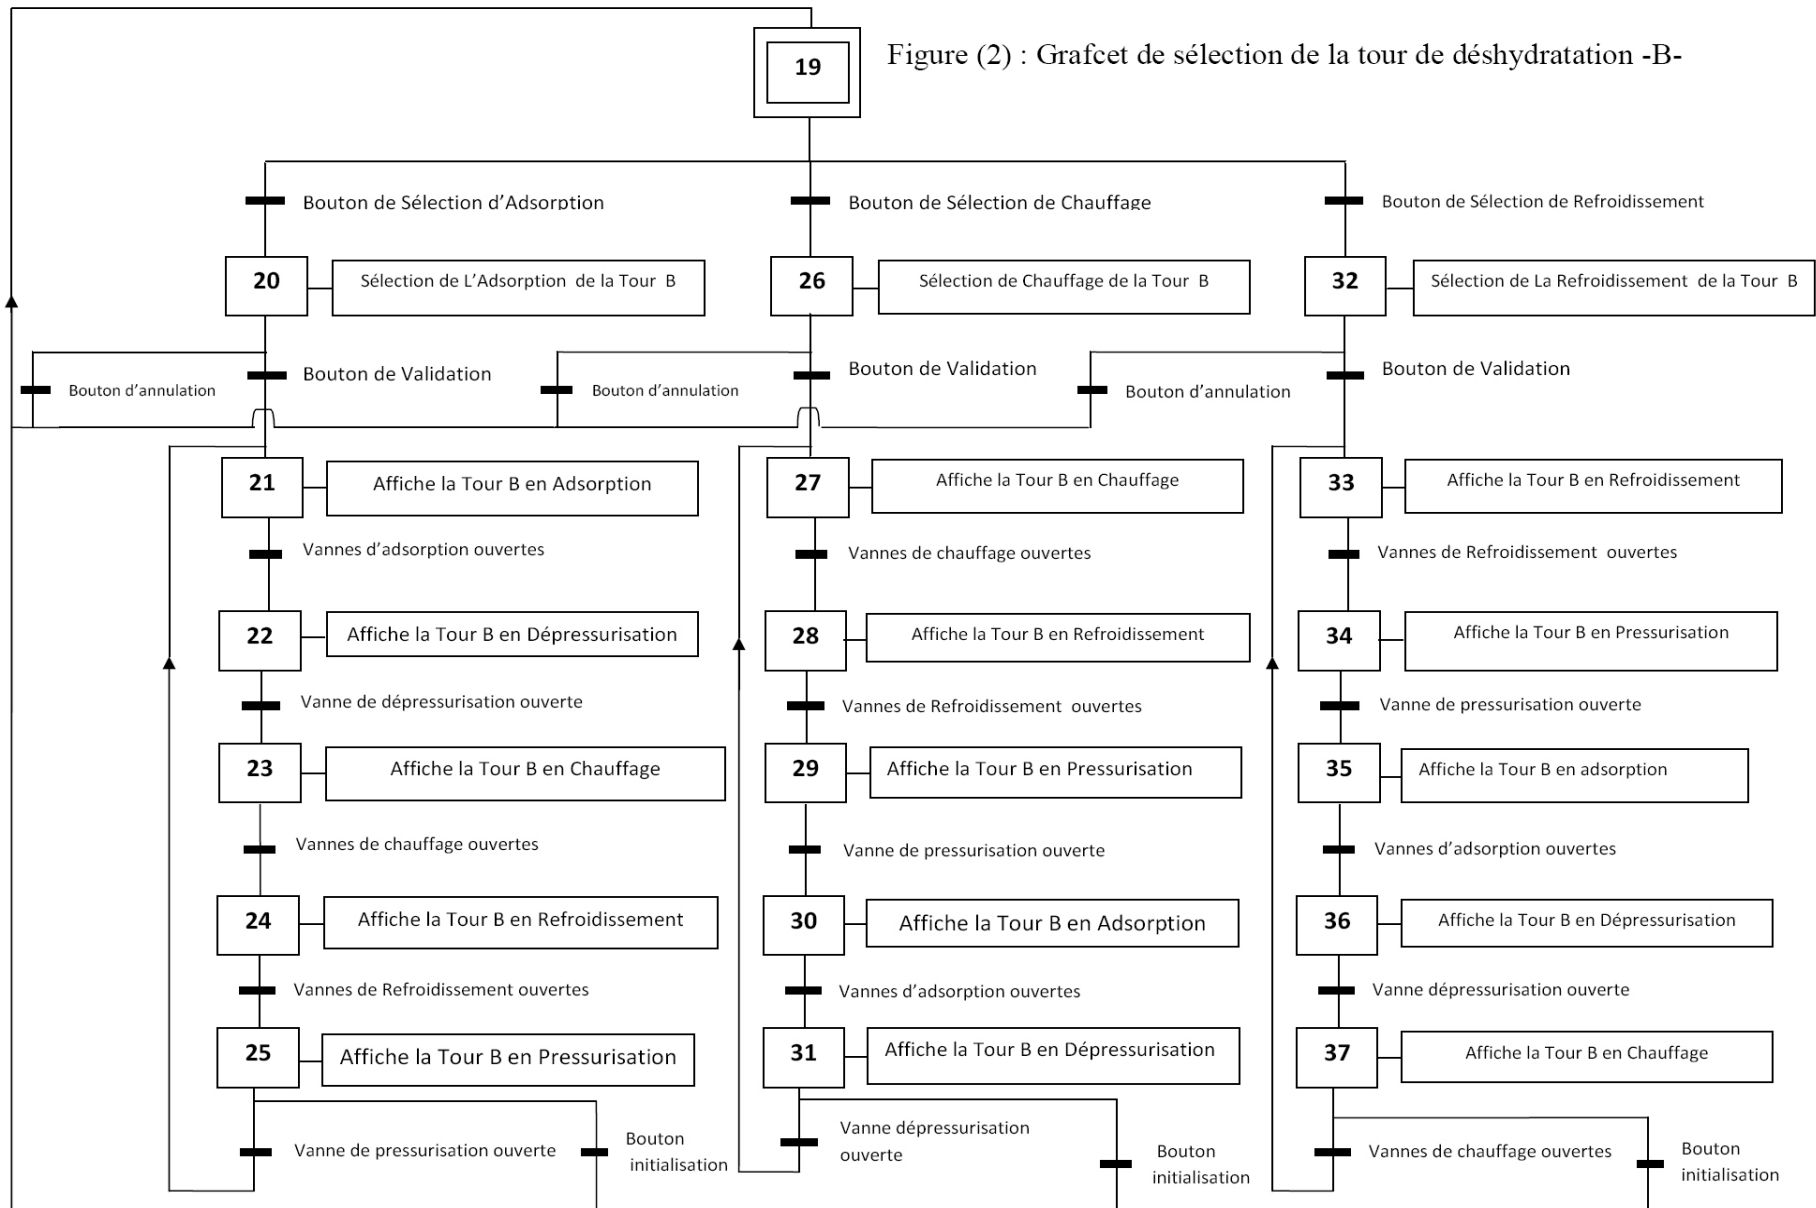 Figure (2) : Grafcet de sélection de la tour de déshydratation -B-
19
Bouton de Sélection d'Adsorption
Bouton de Sélection de Chauffage
Bouton de Sélection de Refroidissement
20
Sélection de L'Adsorption de la Tour B
26
Sélection de Chauffage de la Tour B
32
Sélection de La Refroidissement de la Tour B
Bouton d'annulation
Bouton de Validation
Bouton d'annulation
Bouton de Validation
Bouton d'annulation
Bouton de Validation
21
Affiche la Tour B en Adsorption
27
Affiche la Tour B en Chauffage
33
Affiche la Tour B en Refroidissement
Vannes d'adsorption ouvertes
Vannes de chauffage ouvertes
Vannes de Refroidissement ouvertes
22
Affiche la Tour B en Dépressurisation
28
Affiche la Tour B en Refroidissement
34
Affiche la Tour B en Pressurisation
Vanne de dépressurisation ouverte
Vannes de Refroidissement ouvertes
Vanne de pressurisation ouverte
23
Affiche la Tour B en Chauffage
29
Affiche la Tour B en Pressurisation
35
Affiche la Tour B en adsorption
Vannes de chauffage ouvertes
Vanne de pressurisation ouverte
Vannes d'adsorption ouvertes
24
Affiche la Tour B en Refroidissement
30
Affiche la Tour B en Adsorption
36
Affiche la Tour B en Dépressurisation
Vannes de Refroidissement ouvertes
Vannes d'adsorption ouvertes
Vanne dépressurisation ouverte
25
Affiche la Tour B en Pressurisation
31
Affiche la Tour B en Dépressurisation
37
Affiche la Tour B en Chauffage
Vanne de pressurisation ouverte
Bouton
initialisation
Vanne dépressurisation
ouverte
Bouton
initialisation
Vannes de chauffage ouvertes
Bouton
initialisation